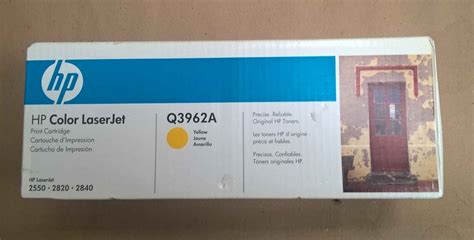 hp
HP Color LaserJet
Print Cartridge
Cartouche d'Impression
Cartucho de Impresión
HP LaserJet
2550 • 2820 • 2840
Q3962A
Yellow
Jaune
Amarillo
Precise. Reliable.
Original HP Toners.
Les toners HP d'origine
précis et fiables.
Precisos. Confiables.
Tóners originales HP.